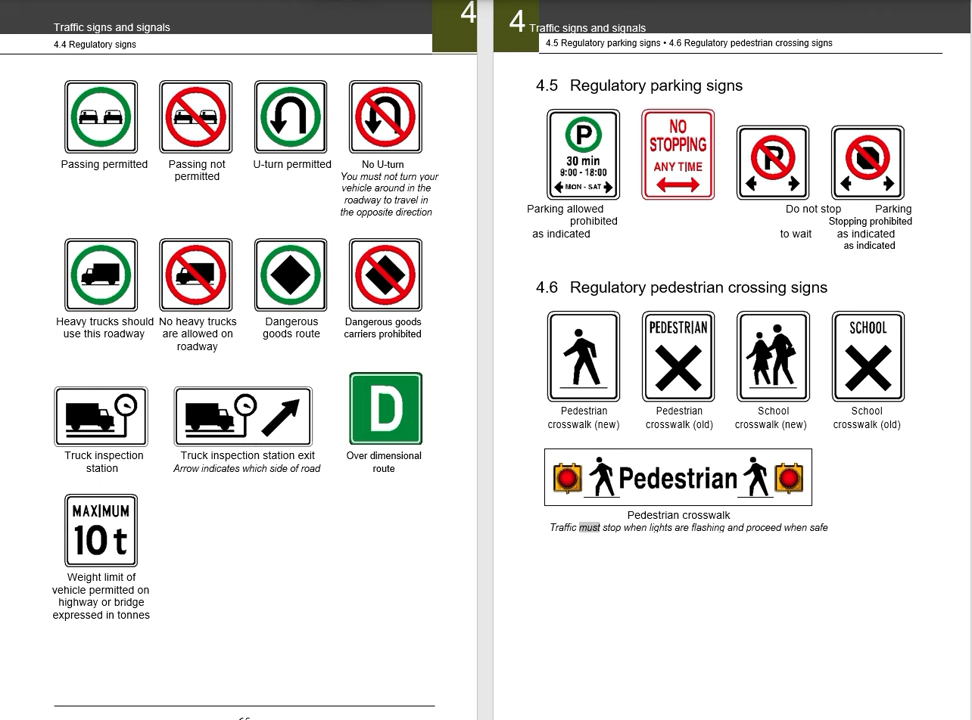 Traffic signs and signals
4
4.4 Regulatory signs
Passing permitted
Passing not
permitted
U-turn permitted
No U-turn
You must not turn your
vehicle around in the
roadway to travel in
the opposite direction
Heavy trucks should
use this roadway
No heavy trucks
are allowed on
roadway
Dangerous
goods route
Dangerous goods
carriers prohibited
D
Truck inspection
station
Truck inspection station exit
Arrow indicates which side of road
Over dimensional
route
MAXIMUM
10 t
Weight limit of
vehicle permitted on
highway or bridge
expressed in tonnes
4
Traffic signs and signals
4.5 Regulatory parking signs • 4.6 Regulatory pedestrian crossing signs
4.5 Regulatory parking signs
P
30 min
9:00 - 18:00
MON - SAT
NO
STOPPING
ANY TIME
P
Parking allowed
prohibited
as indicated
Do not stop
to wait
Parking
Stopping prohibited
as indicated
as indicated
4.6 Regulatory pedestrian crossing signs
PEDESTRIAN
X
SCHOOL
X
Pedestrian
crosswalk (new)
Pedestrian
crosswalk (old)
School
crosswalk (new)
School
crosswalk (old)
Pedestrian
Pedestrian crosswalk
Traffic must stop when lights are flashing and proceed when safe